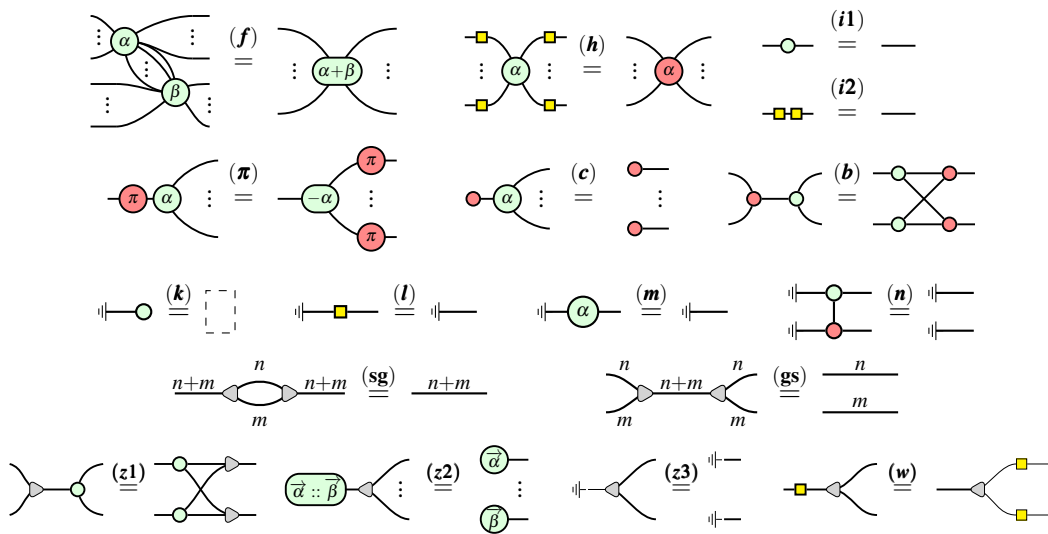 α (f) = β α+β
α (h) = α
(i1) =
(i2) =
π α (π) = −α π π
α (c) =
(b) =
(k) =
(l) =
α (m) =
(n) =
n+m n m n+m (sg) = n+m
n m n+m n m (gs) = n m
(z1) =
α⃗ :: β⃗ (z2) = α⃗ β⃗
(z3) =
(w) =